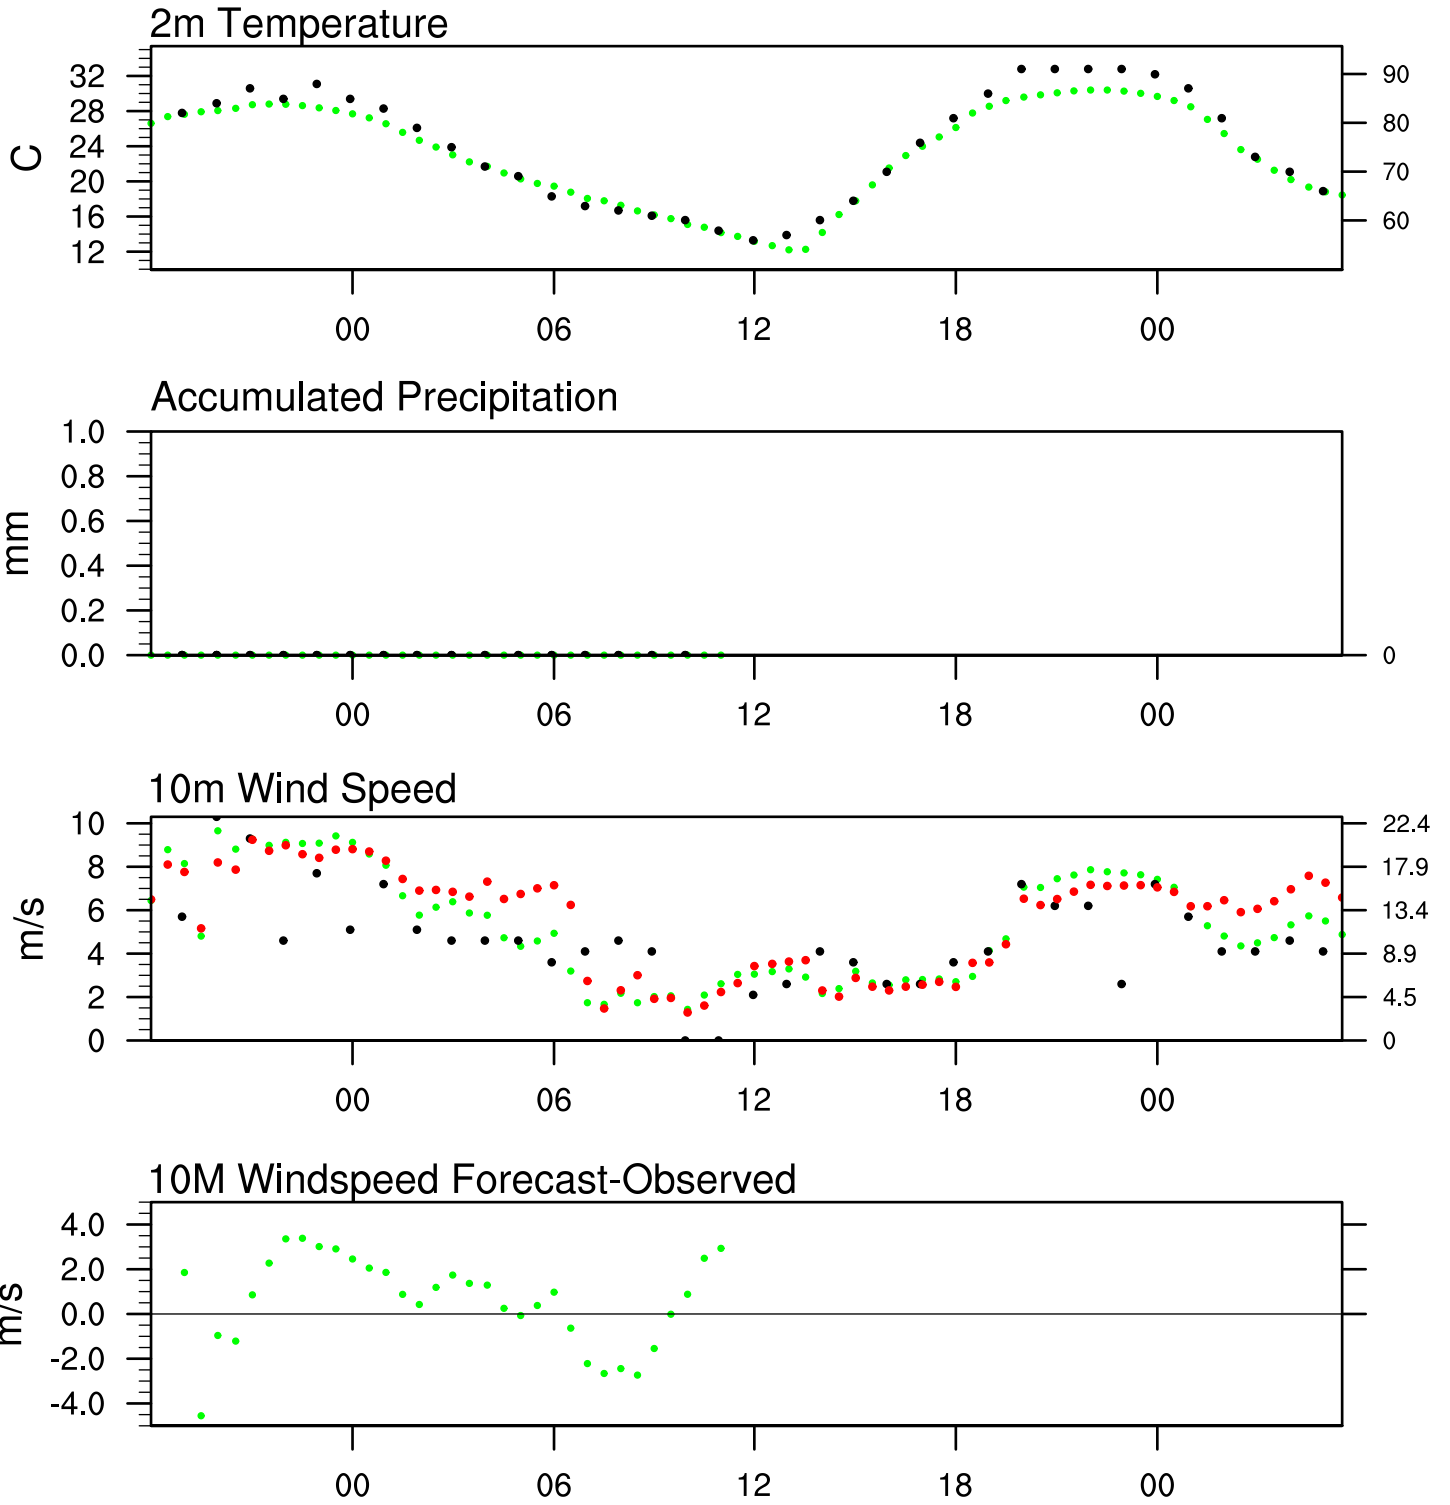 2m Temperature
C
32
28
24
20
16
12
90
80
70
60
00 06 12 18 00
Accumulated Precipitation
mm
1.0
0.8
0.6
0.4
0.2
0.0
0
00 06 12 18 00
10m Wind Speed
m/s
10
8
6
4
2
0
22.4
17.9
13.4
8.9
4.5
0
00 06 12 18 00
10M Windspeed Forecast-Observed
m/s
4.0
2.0
0.0
-2.0
-4.0
00 06 12 18 00